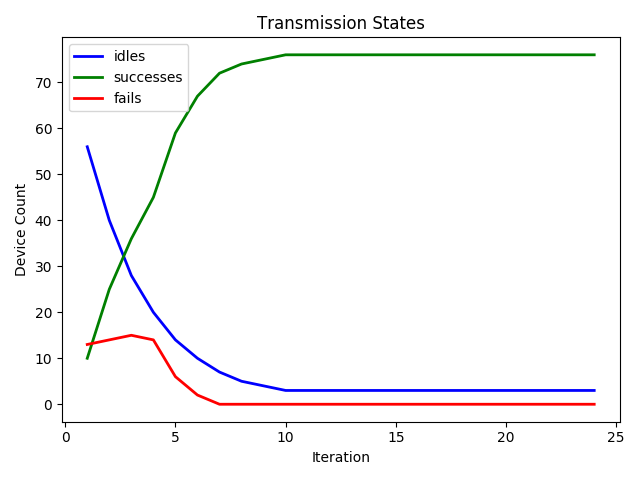 Transmission States
idles
successes
fails
70
60
50
40
30
20
10
0
Device Count
0 5 10 15 20 25
Iteration